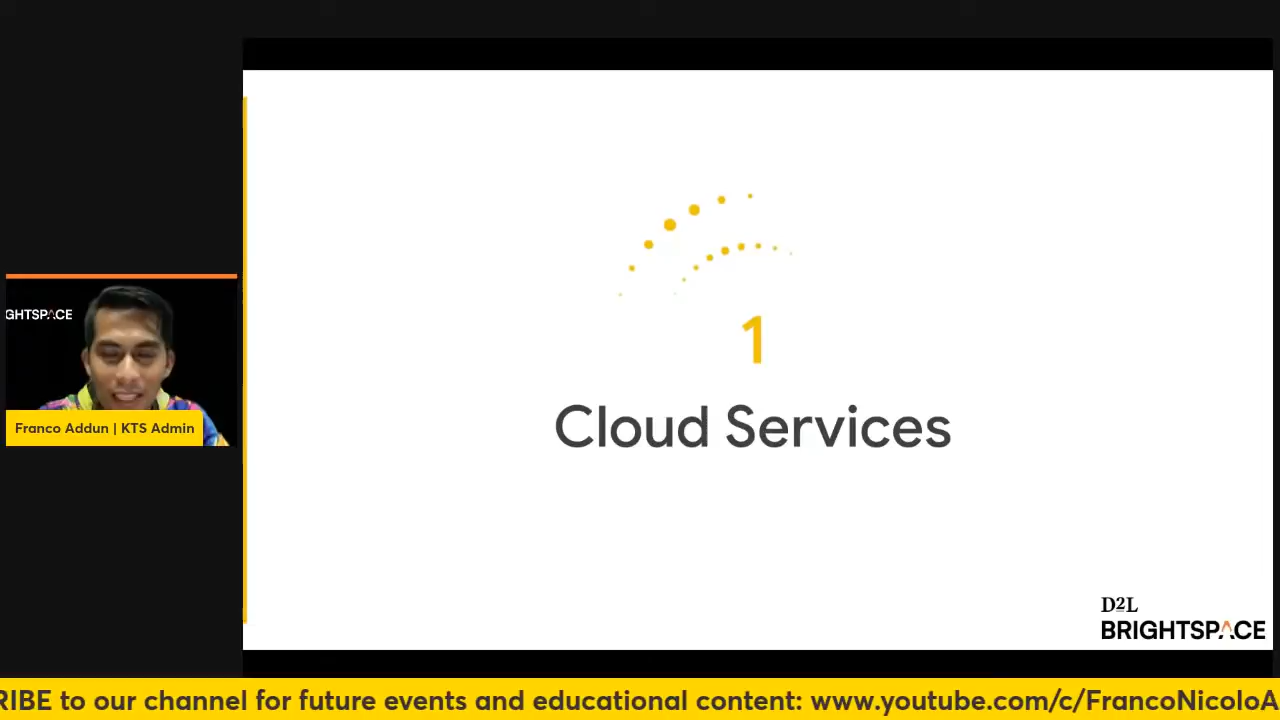 GHTSPACE
Franco Addun | KTS Admin
1
Cloud Services
D2L
BRIGHTSPACE
RIBE to our channel for future events and educational content: www.youtube.com/c/FrancoNicoloA